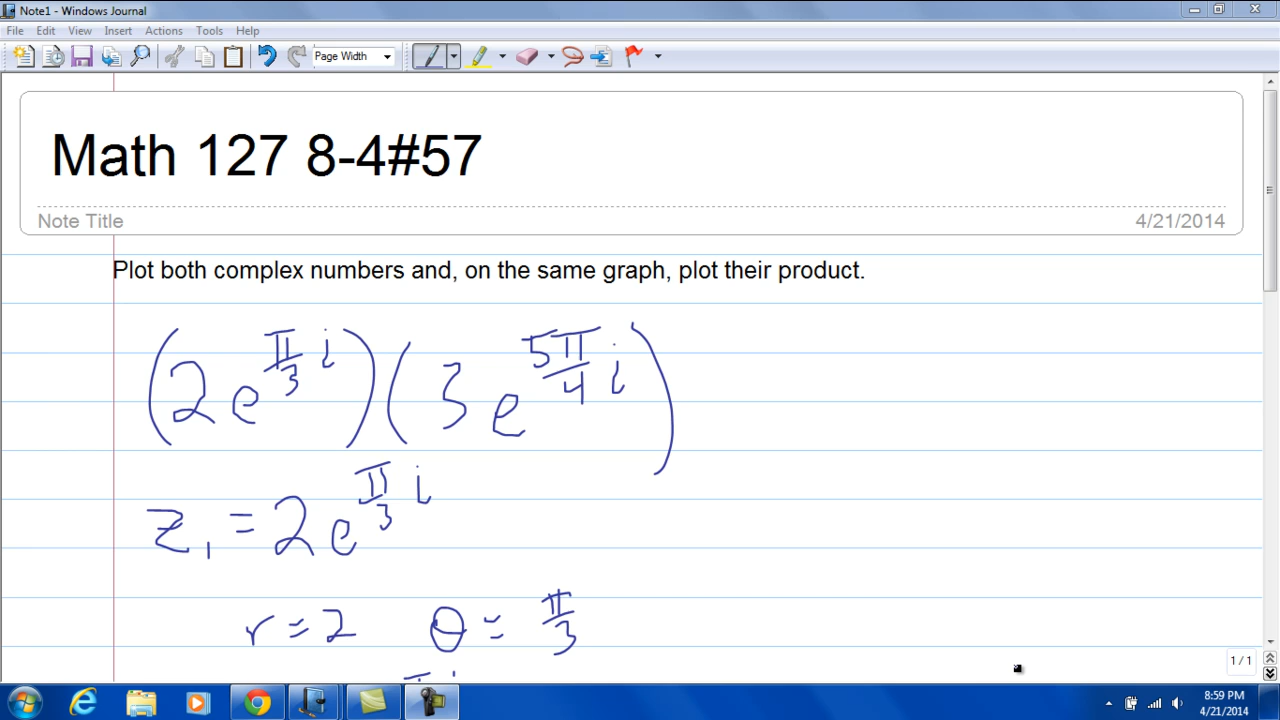 Note1 - Windows Journal
File Edit View Insert Actions Tools Help
Page Width
Math 127 8-4#57
Note Title
4/21/2014
Plot both complex numbers and, on the same graph, plot their product.
(2e^{π/3 i})(3e^{5π/4 i})
z₁ = 2e^{π/3 i}
r = 2 θ = π/3
1 / 1
8:59 PM
4/21/2014